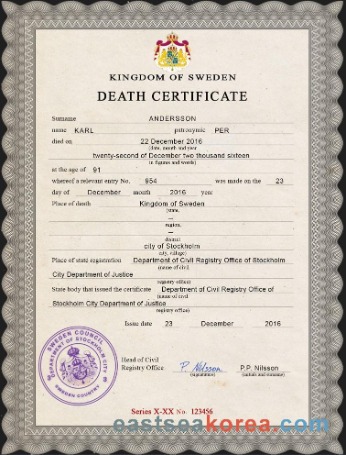 KINGDOM OF SWEDEN
DEATH CERTIFICATE
Surname ANDERSSON
name KARL patronymic PER
died on 22 December 2016
(date, month and year
twenty-second of December two thousand sixteen
in figures and words)
at the age of 91
whereof a relevant entry No. 954 was made on the 23
day of December month 2016 year
Place of death Kingdom of Sweden
(state,
—
region,
—
district
city of Stockholm
city, village)
Place of state registration Department of Civil Registry Office of Stockholm
(name of civil
City Department of Justice
registry office)
State body that issued the certificate Department of Civil Registry Office of
(name of civil
Stockholm City Department of Justice
registry office)
Issue date 23 December 2016
SWEDEN COUNCIL
DEPARTMENT OF STOCKHOLM CITY
SWEDEN COUNTRY
Head of Civil
Registry Office P. Nilsson P.P. Nilsson
(signature)
Series X-XX No 123456
eastseakorea.com